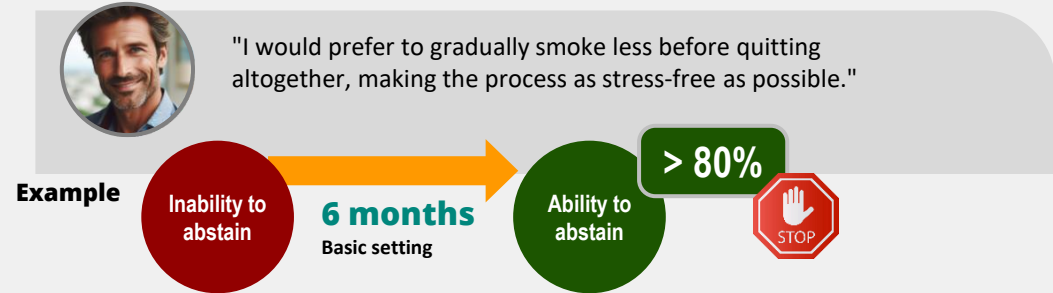 "I would prefer to gradually smoke less before quitting
altogether, making the process as stress-free as possible."
> 80%
Example
Inability to
abstain
6 months
Basic setting
Ability to
abstain
STOP